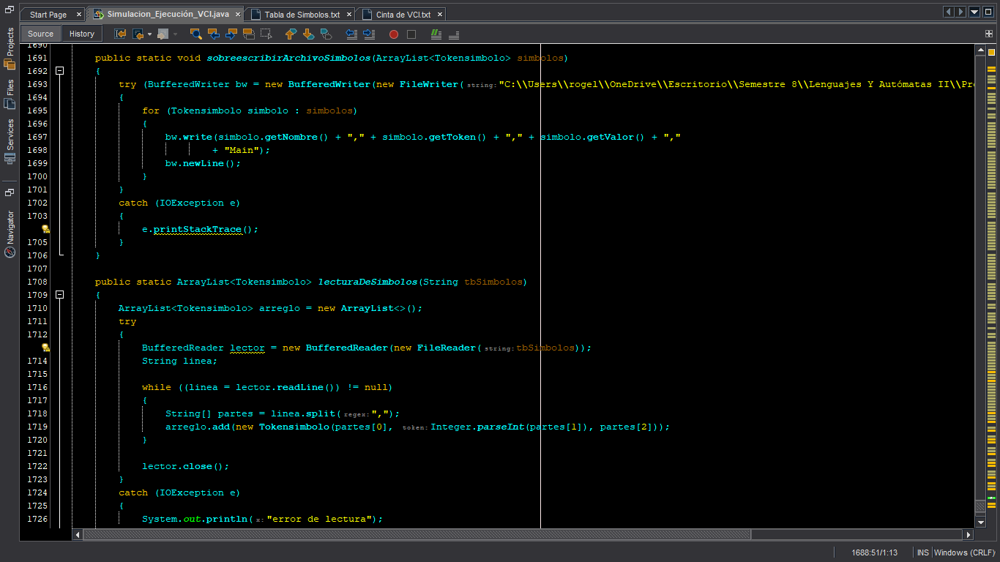 Start Page
Simulacion_Ejecución_VCI.java
Tabla de Simbolos.txt
Cinta de VCI.txt
Source
History
Projects
Files
Services
Navigator
1690
1691 public static void sobreescribirArchivoSimbolos(ArrayList<Tokensimbolo> simbolos)
1692 {
1693 try (BufferedWriter bw = new BufferedWriter(new FileWriter( string: "C:\\Users\\rogel\\OneDrive\\Escritorio\\Semestre 8\\Lenguajes Y Autómatas II\\Pro
1694 {
1695 for (Tokensimbolo simbolo : simbolos)
1696 {
1697 bw.write(simbolo.getNombre() + "," + simbolo.getToken() + "," + simbolo.getValor() + ","
1698 + "Main");
1699 bw.newLine();
1700 }
1701 }
1702 catch (IOException e)
1703 {
e.printStackTrace();
1705 }
1706 }
1707
1708 public static ArrayList<Tokensimbolo> lecturaDeSimbolos(String tbSimbolos)
1709 {
1710 ArrayList<Tokensimbolo> arreglo = new ArrayList<>();
1711 try
1712 {
BufferedReader lector = new BufferedReader(new FileReader( string: tbSimbolos));
1714 String linea;
1715
1716 while ((linea = lector.readLine()) != null)
1717 {
1718 String[] partes = linea.split( regex: ",");
1719 arreglo.add(new Tokensimbolo(partes[0], token: Integer.parseInt(partes[1]), partes[2]));
1720 }
1721
1722 lector.close();
1723 }
1724 catch (IOException e)
1725 {
1726 System.out.println( x: "error de lectura");
1688:51/1:13
INS
Windows (CRLF)